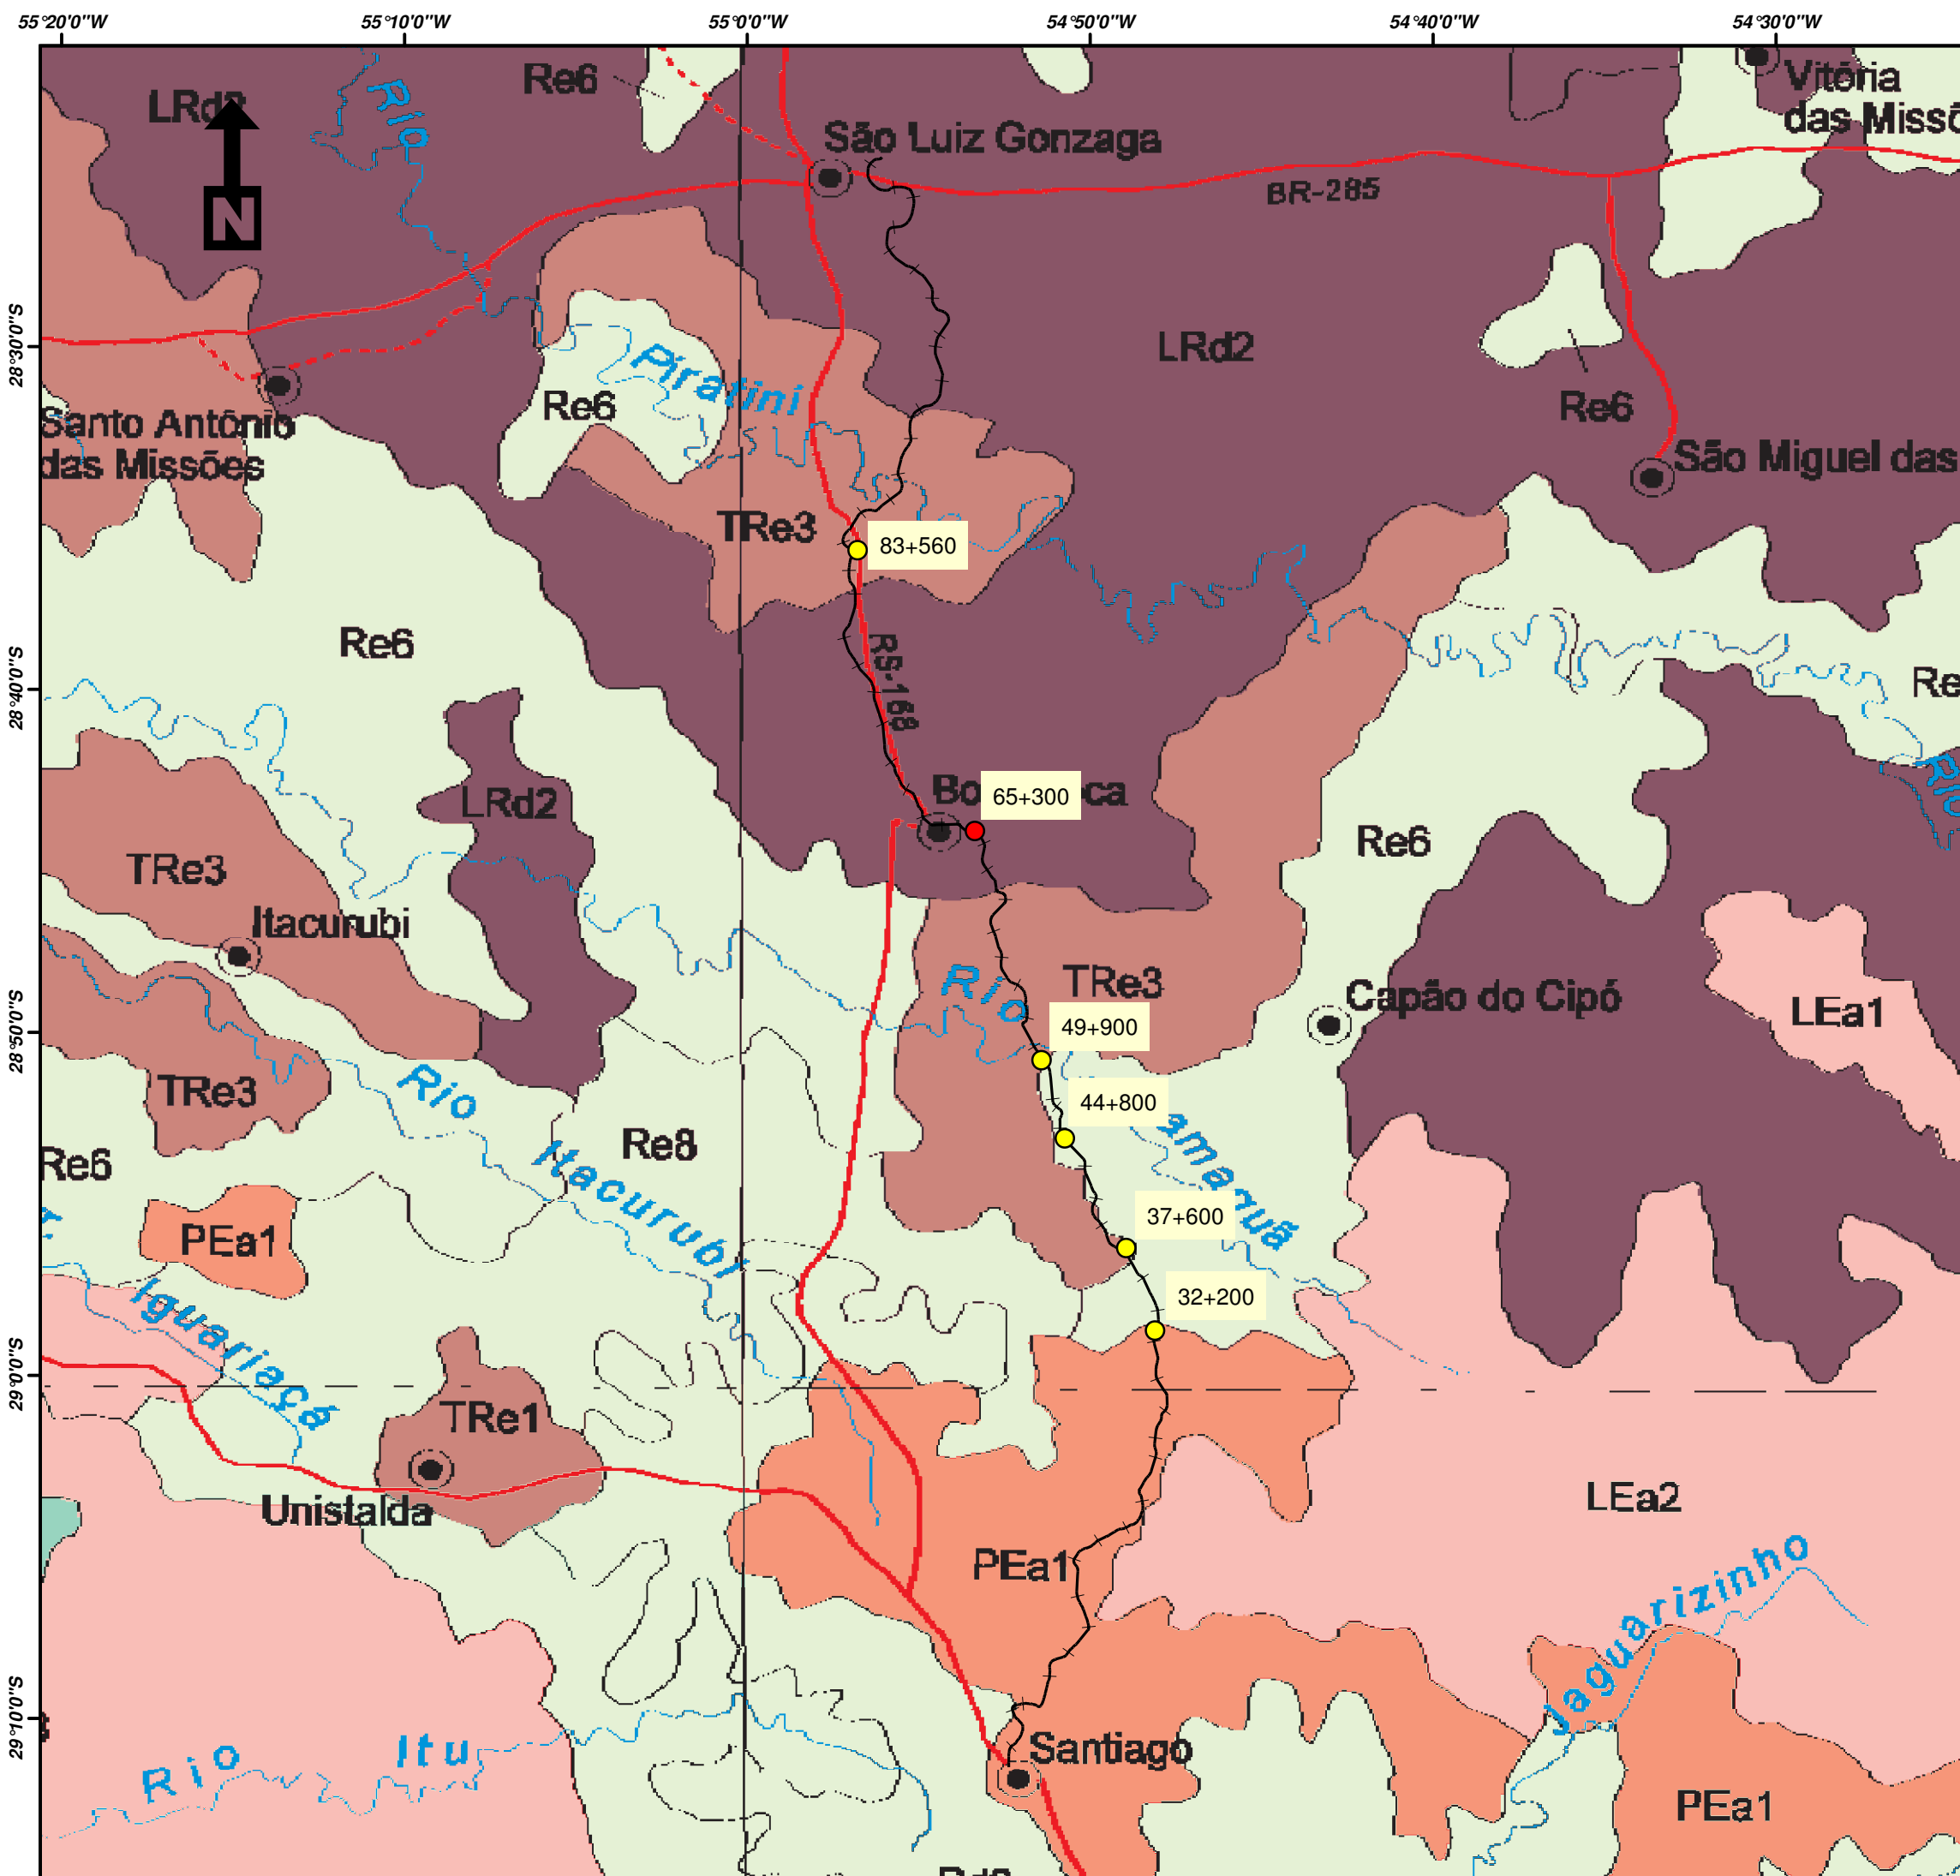 55°20'0"W 55°10'0"W 55°0'0"W 54°50'0"W 54°40'0"W 54°30'0"W
Re6
Vitória
das Missõ
Rio
São Luiz Gonzaga
BR-285
N
28°30'0"S
LRd2
Piratini
Re6
Re6
Santo Antônio
das Missões
São Miguel das
TRe3
83+560
Re6
RS-168
28°40'0"S
Re
Rio
65+300
LRd2
Re6
TRe3
Itacurubi
Rio
TRe3
Capão do Cipó
LEa1
49+900
28°50'0"S
TRe3
Rio
44+800
Re8
Itacurubi
amanuã
Re6
37+600
PEa1
32+200
Iguariaçá
29°0'0"S
TRe1
LEa2
Unistalda
PEa1
Jaguarizinho
29°10'0"S
Rio Itu
Santiago
PEa1